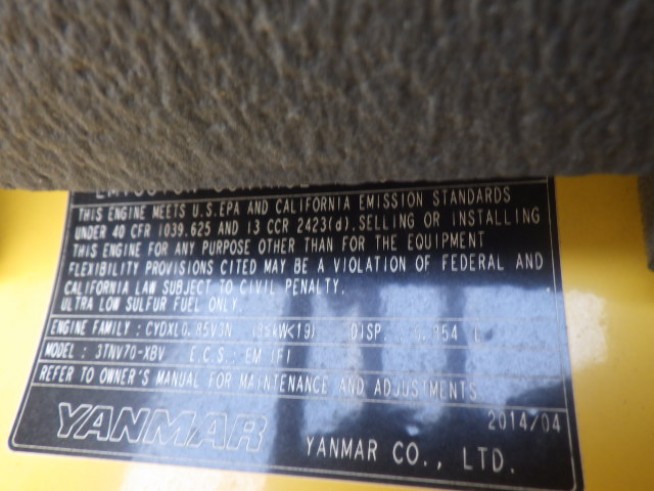 THIS ENGINE MEETS U.S.EPA AND CALIFORNIA EMISSION STANDARDS
UNDER 40 CFR 1039.625 AND 13 CCR 2423(d).SELLING OR INSTALLING
THIS ENGINE FOR ANY PURPOSE OTHER THAN FOR THE EQUIPMENT
FLEXIBILITY PROVISIONS CITED MAY BE A VIOLATION OF FEDERAL AND
CALIFORNIA LAW SUBJECT TO CIVIL PENALTY.
ULTRA LOW SULFUR FUEL ONLY.
ENGINE FAMILY : DISP. L
MODEL : 3TNV70-XBV E.C.S.: EM IFI
REFER TO OWNER'S MANUAL FOR MAINTENANCE AND ADJUSTMENTS
2014/04
YANMAR YANMAR CO., LTD.